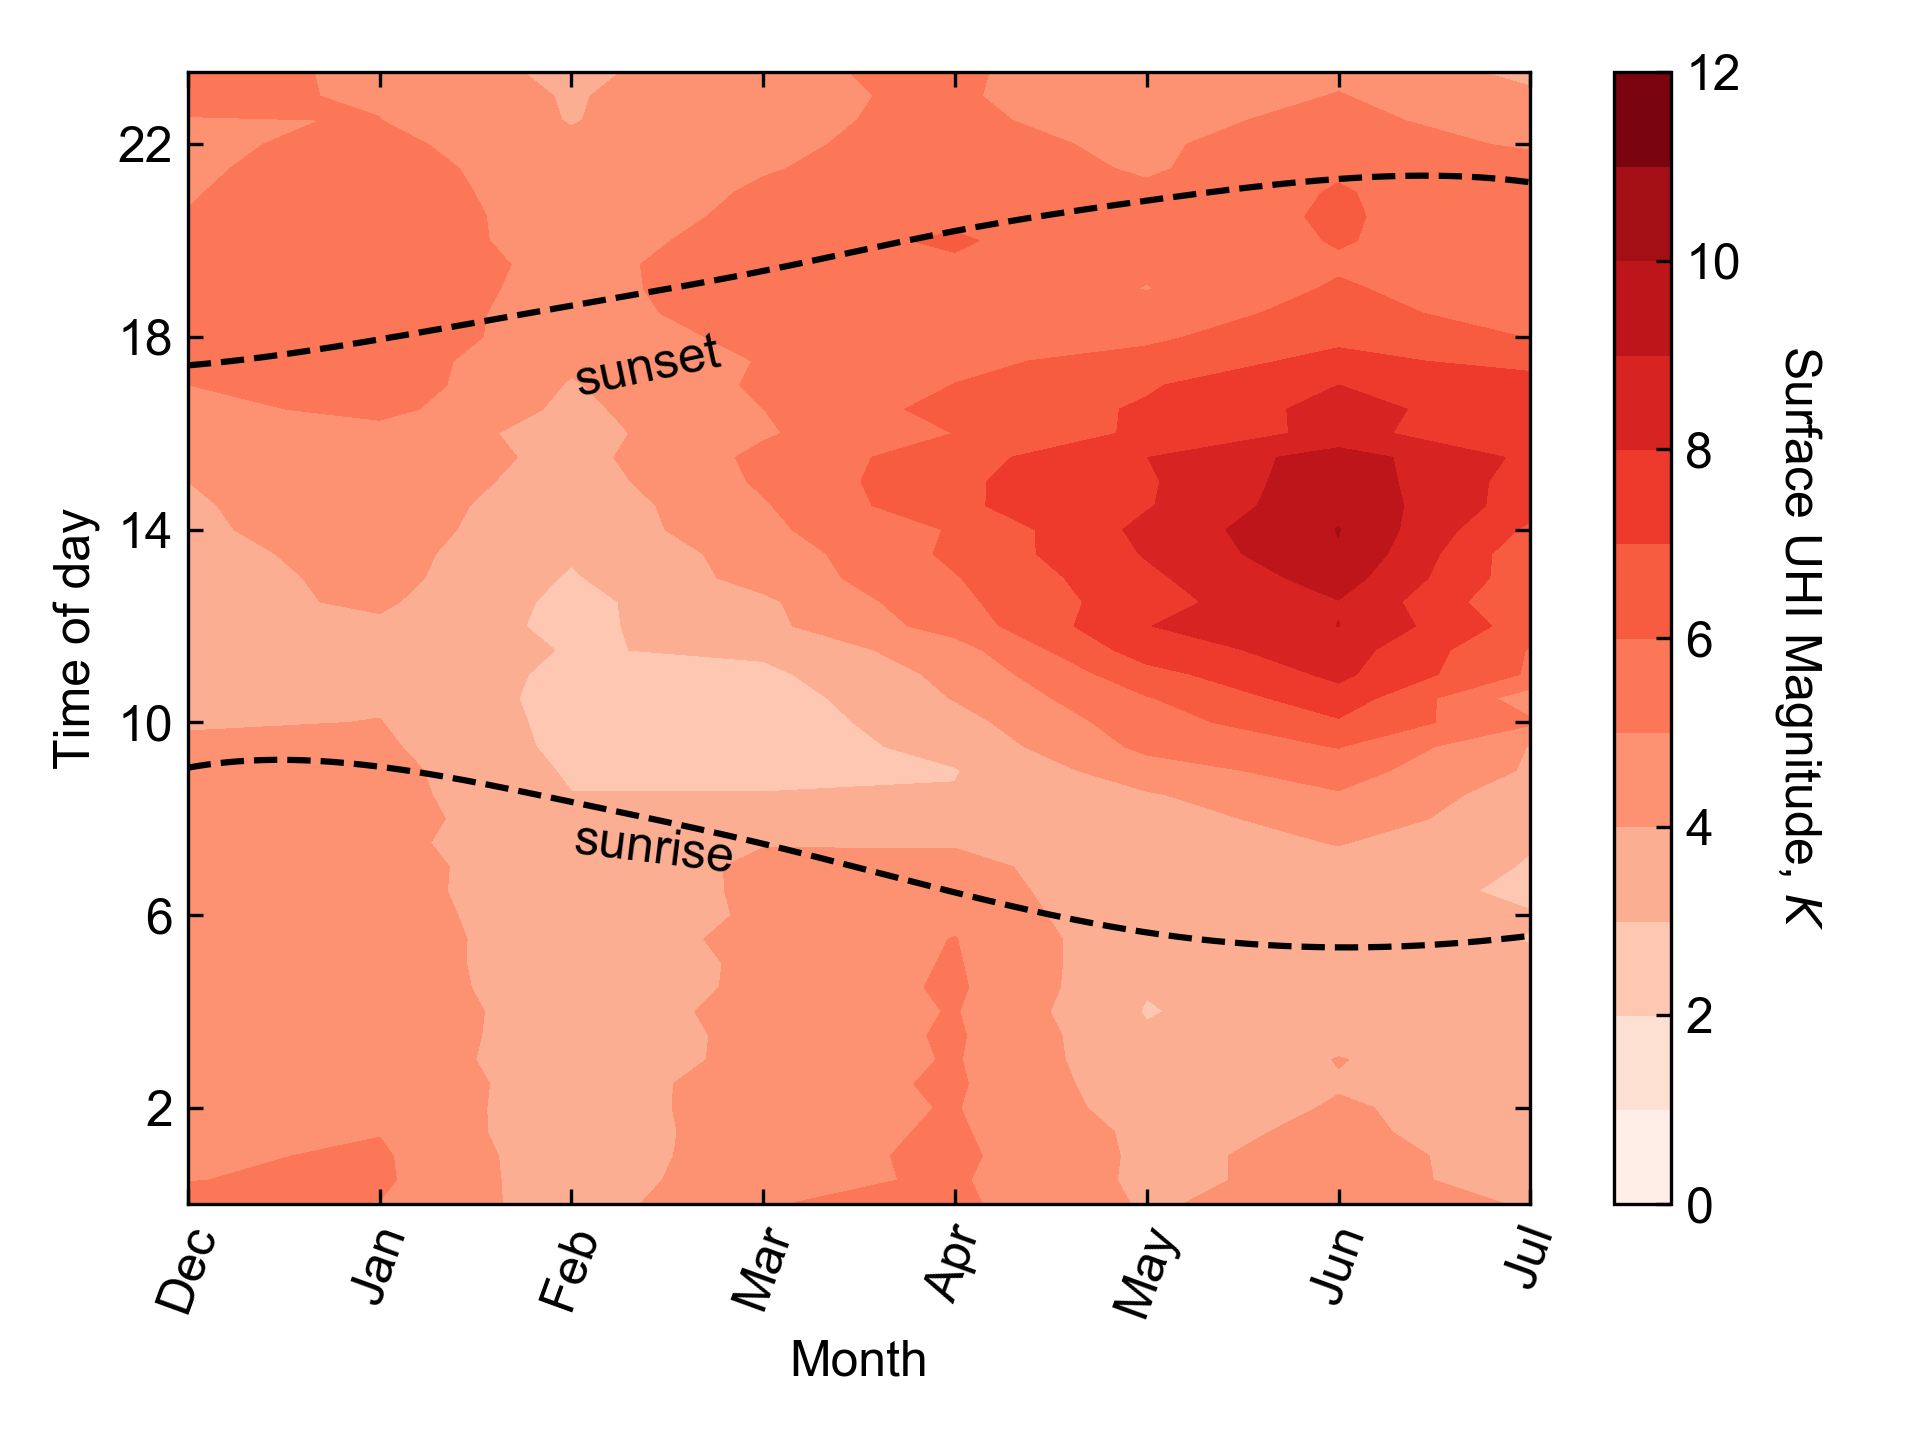 12
22
10
18
sunset
8
Time of day
14
Surface UHI Magnitude, K
6
10
4
sunrise
6
2
2
0
Dec
Jan
Feb
Mar
Apr
May
Jun
Jul
Month